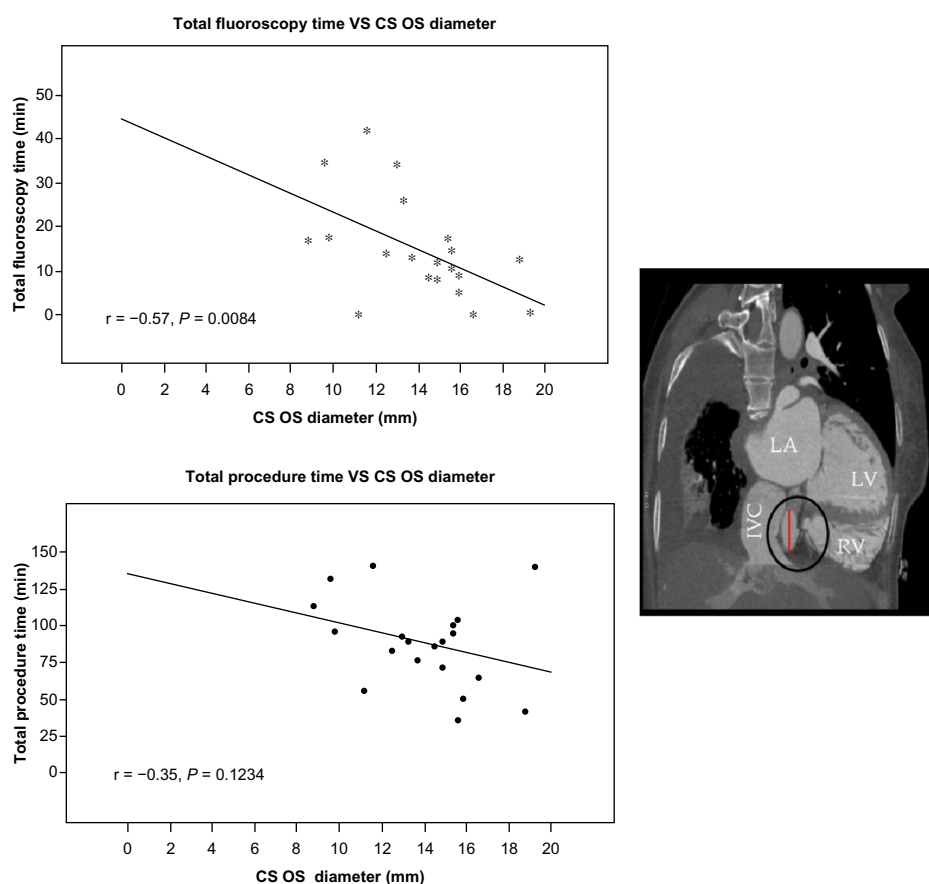 Total fluoroscopy time VS CS OS diameter
Total fluoroscopy time (min)
50
40
30
20
10
0
r = −0.57, P = 0.0084
0 2 4 6 8 10 12 14 16 18 20
CS OS diameter (mm)
Total procedure time VS CS OS diameter
Total procedure time (min)
150
125
100
75
50
25
0
r = −0.35, P = 0.1234
0 2 4 6 8 10 12 14 16 18 20
CS OS diameter (mm)
LA
LV
IVC
RV